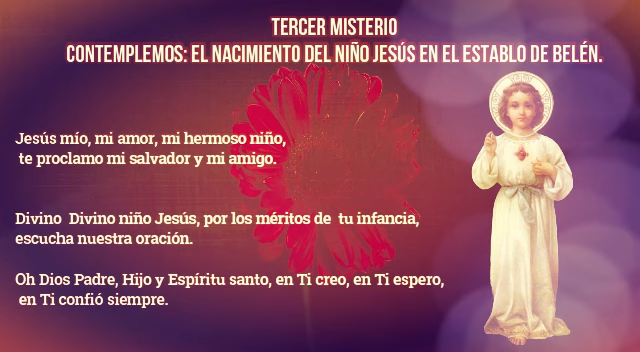 TERCER MISTERIO
CONTEMPLEMOS: EL NACIMIENTO DEL NIÑO JESÚS EN EL ESTABLO DE BELÉN.
Jesús mío, mi amor, mi hermoso niño,
te proclamo mi salvador y mi amigo.
Divino Divino niño Jesús, por los méritos de tu infancia,
escucha nuestra oración.
Oh Dios Padre, Hijo y Espíritu santo, en Ti creo, en Ti espero,
en Ti confió siempre.